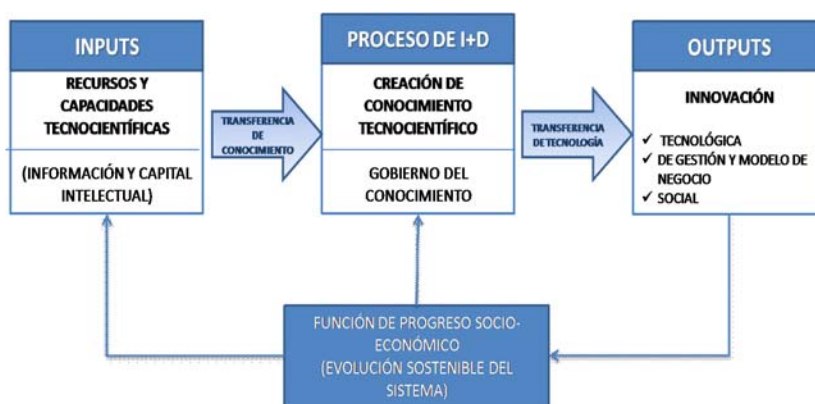 INPUTS
RECURSOS Y
CAPACIDADES
TECNOCIENTÍFICAS
(INFORMACIÓN Y CAPITAL
INTELECTUAL)
TRANSFERENCIA
DE
CONOCIMIENTO
PROCESO DE I+D
CREACIÓN DE
CONOCIMIENTO
TECNOCIENTÍFICO
GOBIERNO DEL
CONOCIMIENTO
TRANSFERENCIA
DE TECNOLOGÍA
OUTPUTS
INNOVACIÓN
✓ TECNOLÓGICA
✓ DE GESTIÓN Y MODELO DE
NEGOCIO
✓ SOCIAL
FUNCIÓN DE PROGRESO SOCIO-
ECONÓMICO
(EVOLUCIÓN SOSTENIBLE DEL
SISTEMA)